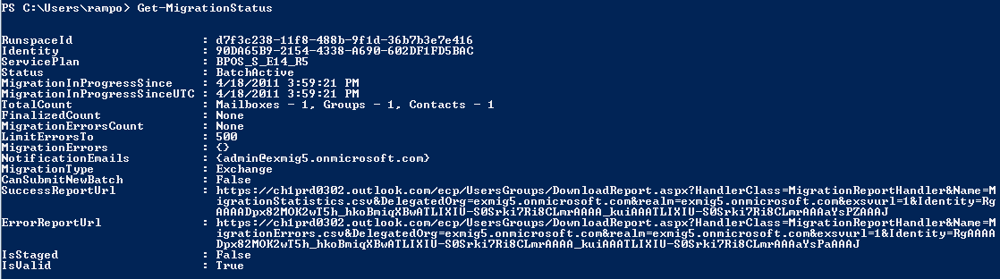 PS C:\Users\rampo> Get-MigrationStatus
RunspaceId : d7f3c238-11f8-488b-9f1d-36b7b3e7e416
Identity : 90DA65B9-2154-4338-A690-602DF1FD5BAC
ServicePlan : BPOS_S_E14_R5
Status : BatchActive
MigrationInProgressSince : 4/18/2011 3:59:21 PM
MigrationInProgressSinceUTC : 4/18/2011 3:59:21 PM
TotalCount : Mailboxes - 1, Groups - 1, Contacts - 1
FinalizedCount : None
MigrationErrorsCount : None
LimitErrorsTo : 500
MigrationErrors : {}
NotificationEmails : {admin@exmig5.onmicrosoft.com}
MigrationType : Exchange
CanSubmitNewBatch : False
SuccessReportUrl : https://ch1prd0302.outlook.com/ecp/UsersGroups/DownloadReport.aspx?HandlerClass=MigrationReportHandler&Name=M
igrationStatistics.csv&DelegatedOrg=exmig5.onmicrosoft.com&realm=exmig5.onmicrosoft.com&exsvurl=1&Identity=Rg
AAAADpx82MOK2wT5h_hkoBmiqXBwATLIXIU-S0Srki7Ri8CLmrAAAA_kuiAAATLIXIU-S0Srki7Ri8CLmrAAAaYsPZAAAJ
ErrorReportUrl : https://ch1prd0302.outlook.com/ecp/UsersGroups/DownloadReport.aspx?HandlerClass=MigrationReportHandler&Name=M
igrationErrors.csv&DelegatedOrg=exmig5.onmicrosoft.com&realm=exmig5.onmicrosoft.com&exsvurl=1&Identity=RgAAAA
Dpx82MOK2wT5h_hkoBmiqXBwATLIXIU-S0Srki7Ri8CLmrAAAA_kuiAAATLIXIU-S0Srki7Ri8CLmrAAAaYsPaAAAJ
IsStaged : False
IsValid : True